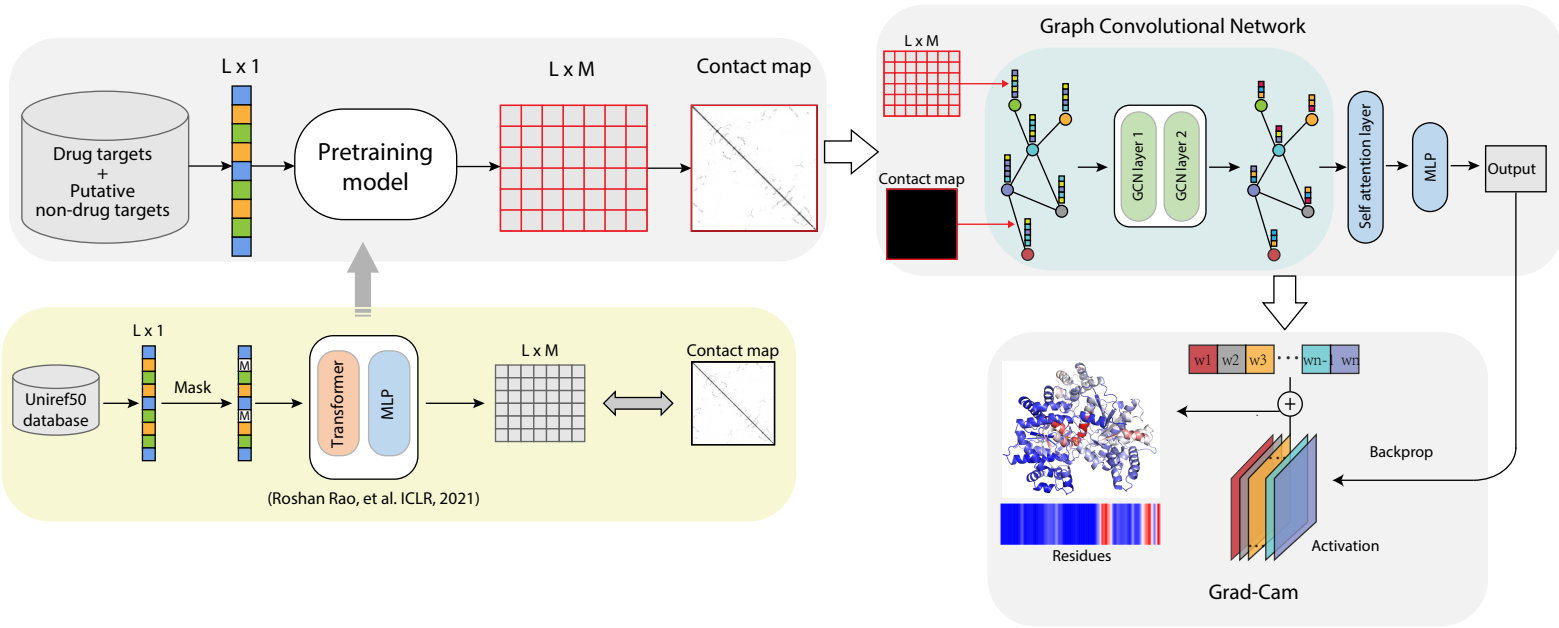 L x 1
L x M
Contact map
Drug targets
+
Putative
non-drug targets
Pretraining
model
L x 1
Uniref50
database
Mask
M
M
Transformer
MLP
L x M
Contact map
(Roshan Rao, et al. ICLR, 2021)
Graph Convolutional Network
L x M
Contact map
GCN layer 1
GCN layer 2
Self attention layer
MLP
Output
w1 w2 w3 ···· wn-1 wn
+
Backprop
Activation
Residues
Grad-Cam